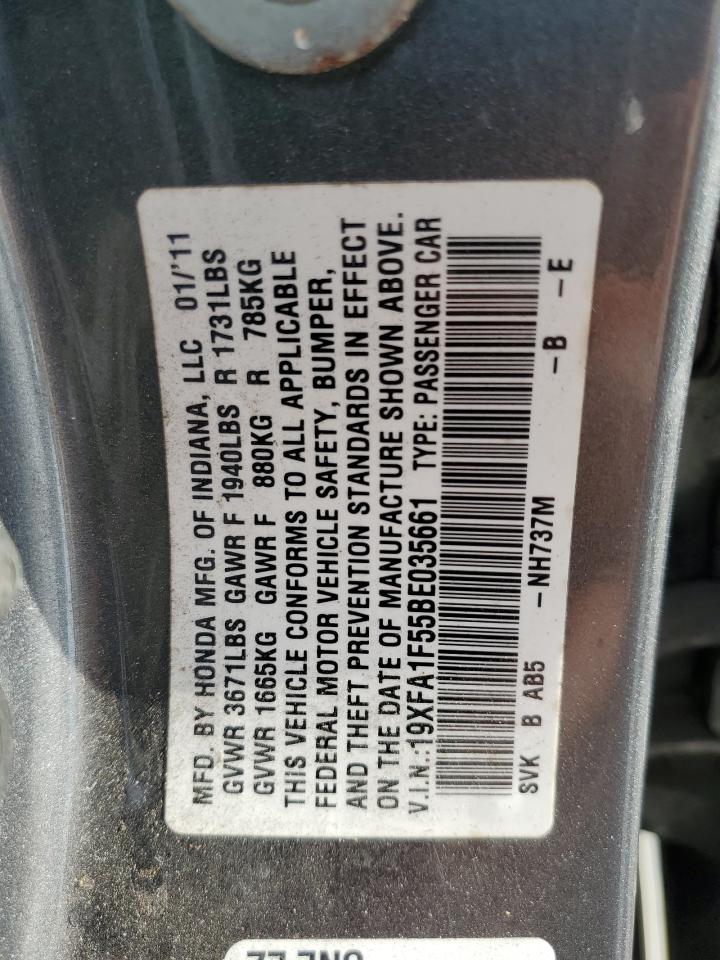 MFD. BY HONDA MFG. OF INDIANA, LLC 01/'11
GVWR 3671LBS GAWR F 1940LBS R 1731LBS
GVWR 1665KG GAWR F 880KG R 785KG
THIS VEHICLE CONFORMS TO ALL APPLICABLE
FEDERAL MOTOR VEHICLE SAFETY, BUMPER,
AND THEFT PREVENTION STANDARDS IN EFFECT
ON THE DATE OF MANUFACTURE SHOWN ABOVE.
V.I.N.:19XFA1F55BE035661 TYPE: PASSENGER CAR
SVK B AB5 -NH737M -B -E